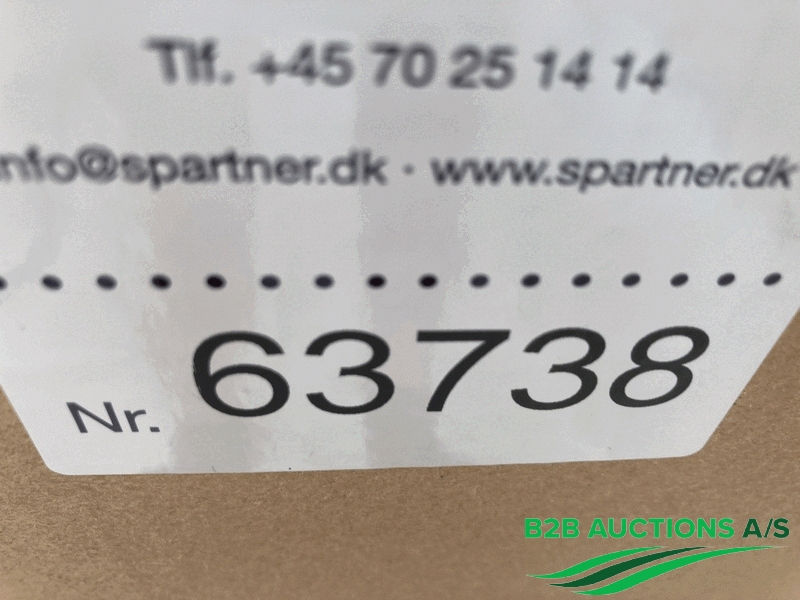 Tlf. +45 70 25 14 14
info@spartner.dk · www.spartner.dk
Nr. 63738
B2B AUCTIONS A/S